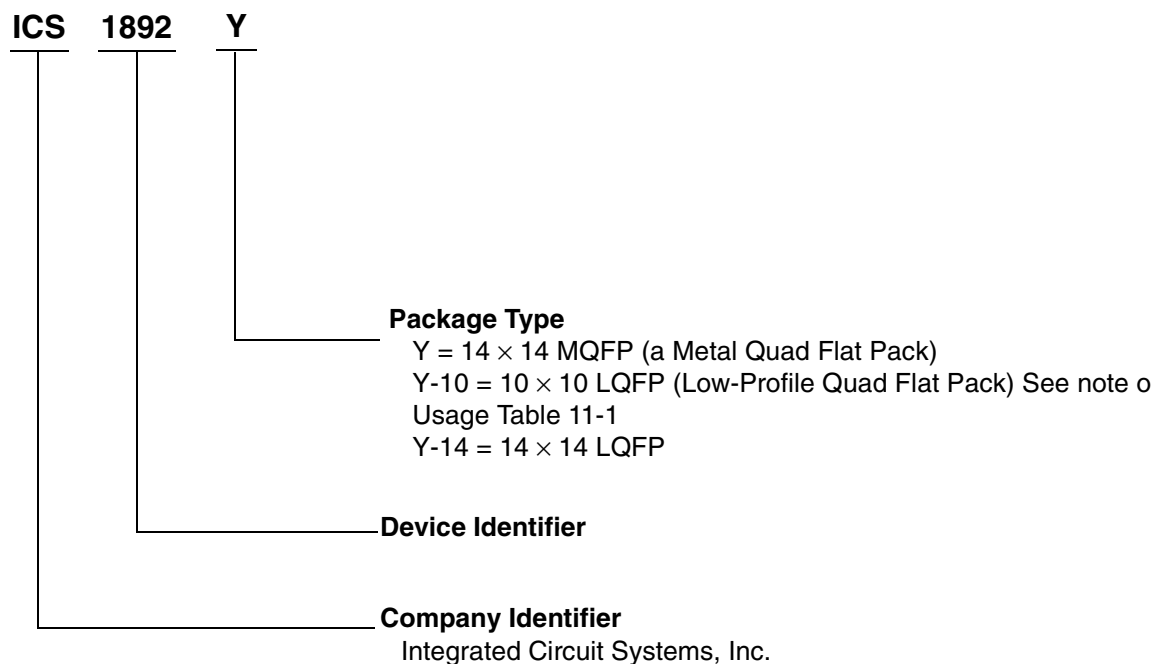 ICS 1892 Y
Package Type
Y = 14 × 14 MQFP (a Metal Quad Flat Pack)
Y-10 = 10 × 10 LQFP (Low-Profile Quad Flat Pack) See note o
Usage Table 11-1
Y-14 = 14 × 14 LQFP
Device Identifier
Company Identifier
Integrated Circuit Systems, Inc.